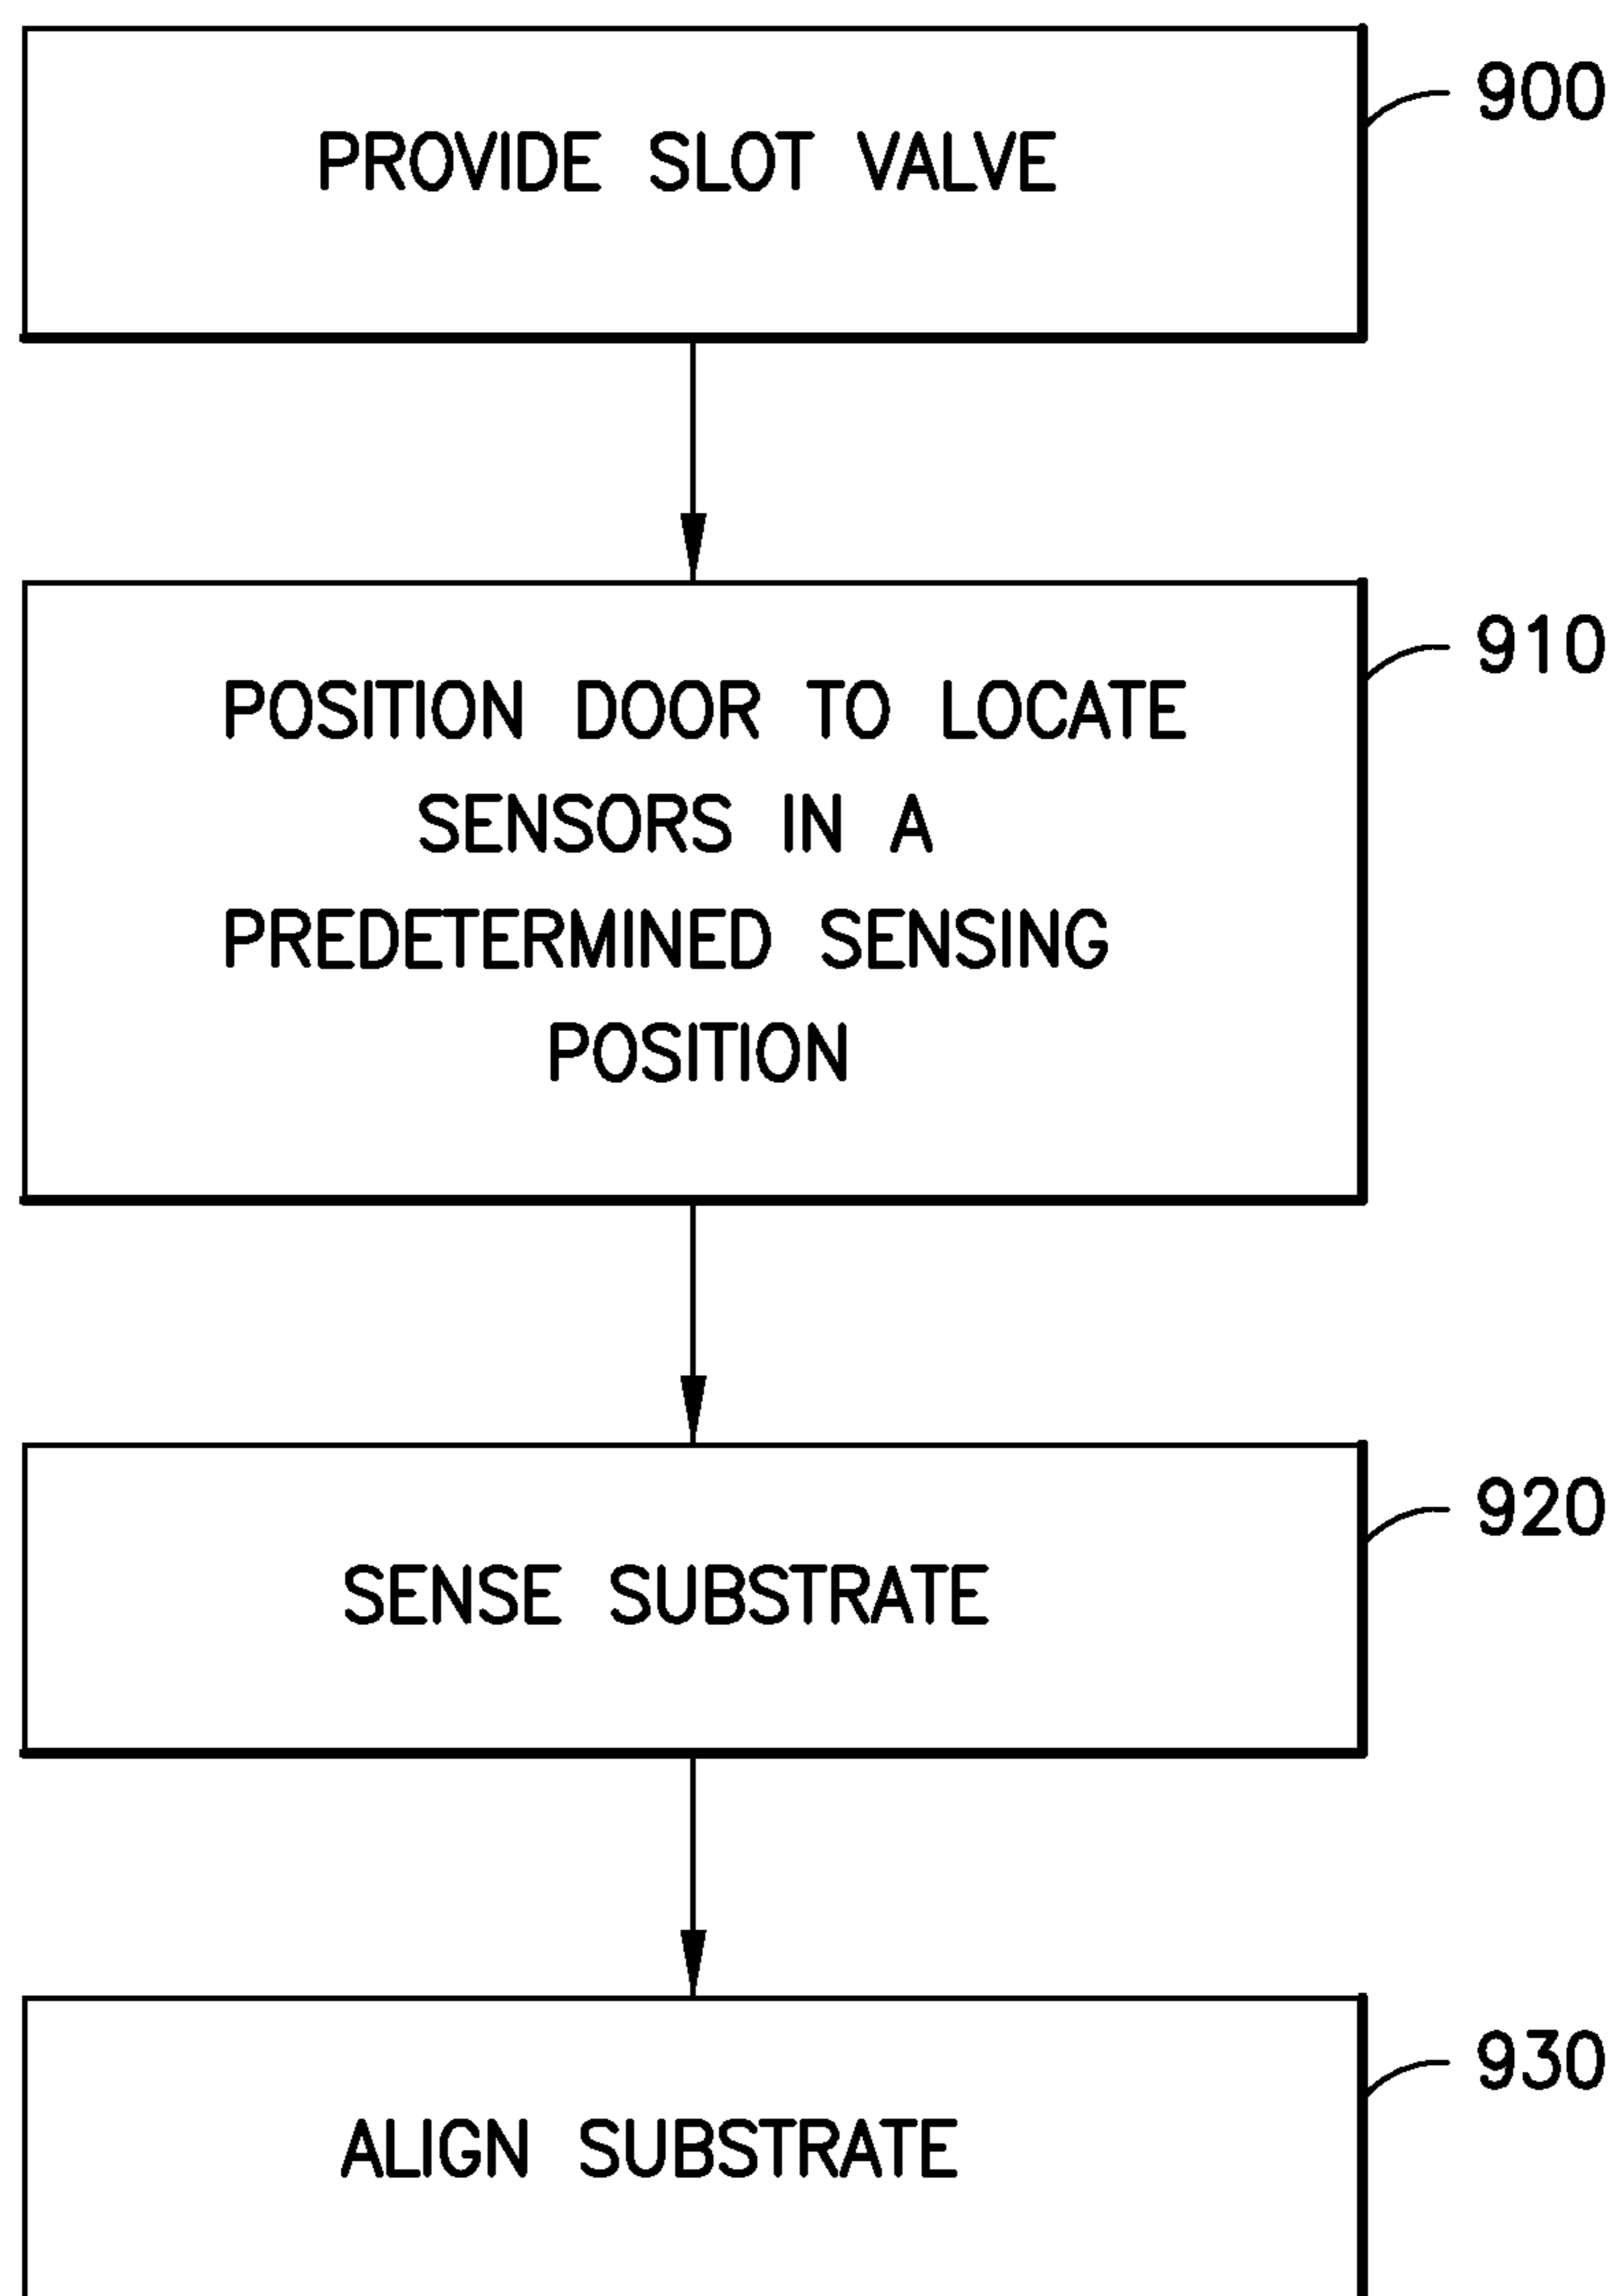 PROVIDE SLOT VALVE
900
POSITION DOOR TO LOCATE
SENSORS IN A
PREDETERMINED SENSING
POSITION
910
SENSE SUBSTRATE
920
ALIGN SUBSTRATE
930